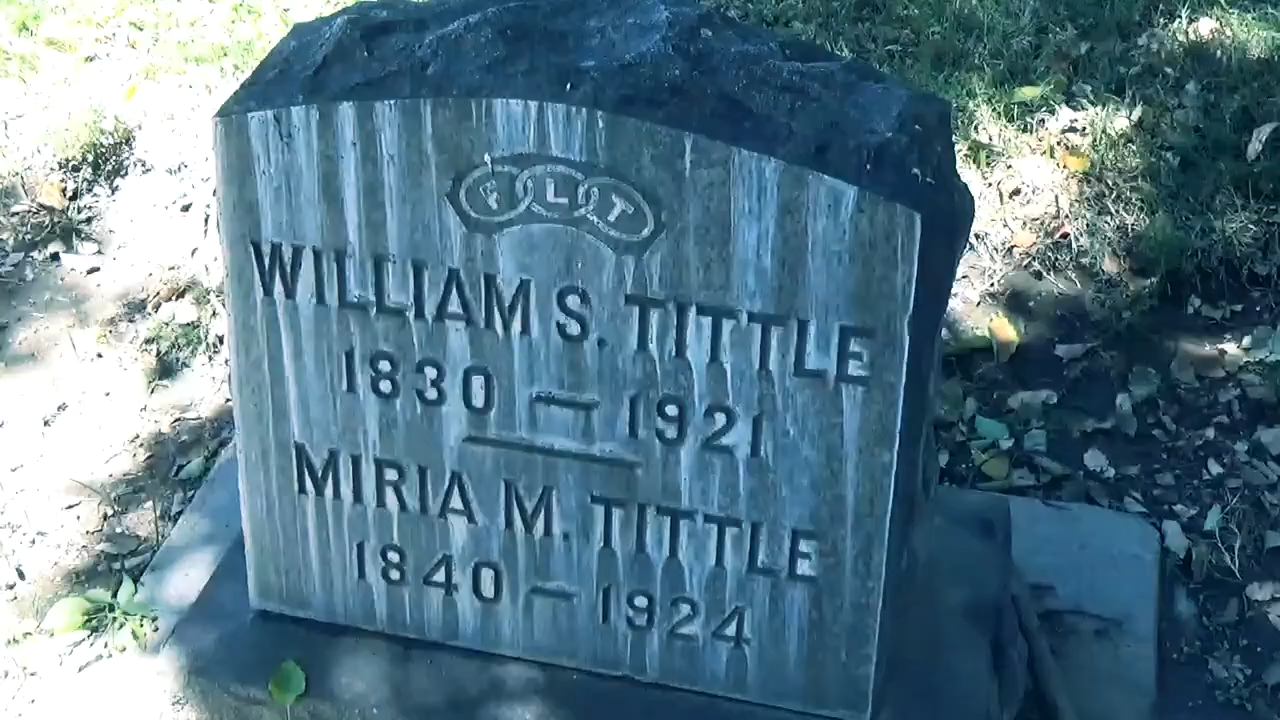 F L T
WILLIAM S. TITTLE
1830 — 1921
MIRIA M. TITTLE
1840 — 1924